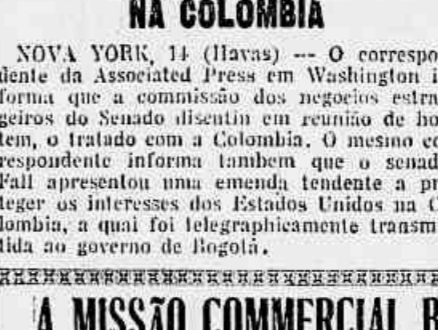 NA COLOMBIA
NOVA YORK, 14 (Havas) — O correspo
dente da Associated Press em Washington i
forma que a commissão dos negocios estra
geiros do Senado disentin em reunião de ho
tem, o tratado com a Colombia. O mesmo co
respondente informa tambem que o senad
Fall apresentou uma emenda tendente a p
teger os interesses dos Estados Unidos na C
lombia, a qual foi telegraphicamente transm
tida ao governo de Bogotá.
A MISSÃO COMMERCIAL B